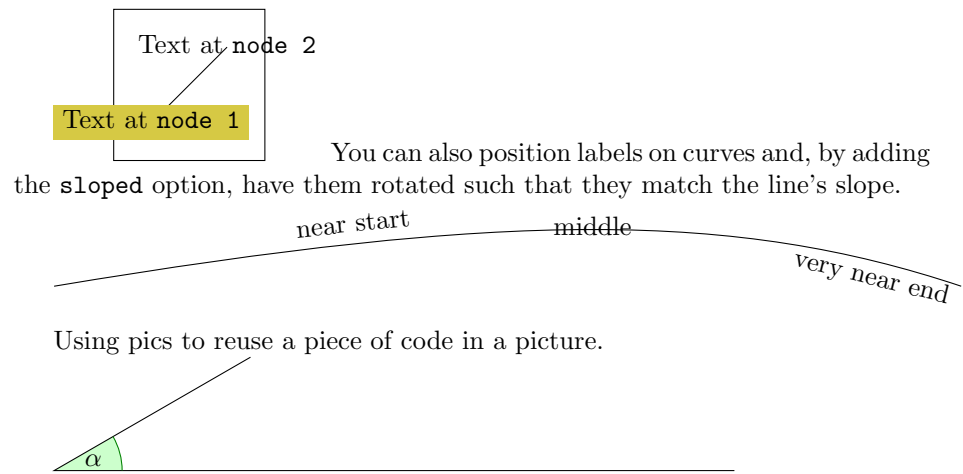 Text at node 2
Text at node 1
You can also position labels on curves and, by adding
the sloped option, have them rotated such that they match the line's slope.
near start
middle
very near end
Using pics to reuse a piece of code in a picture.
α